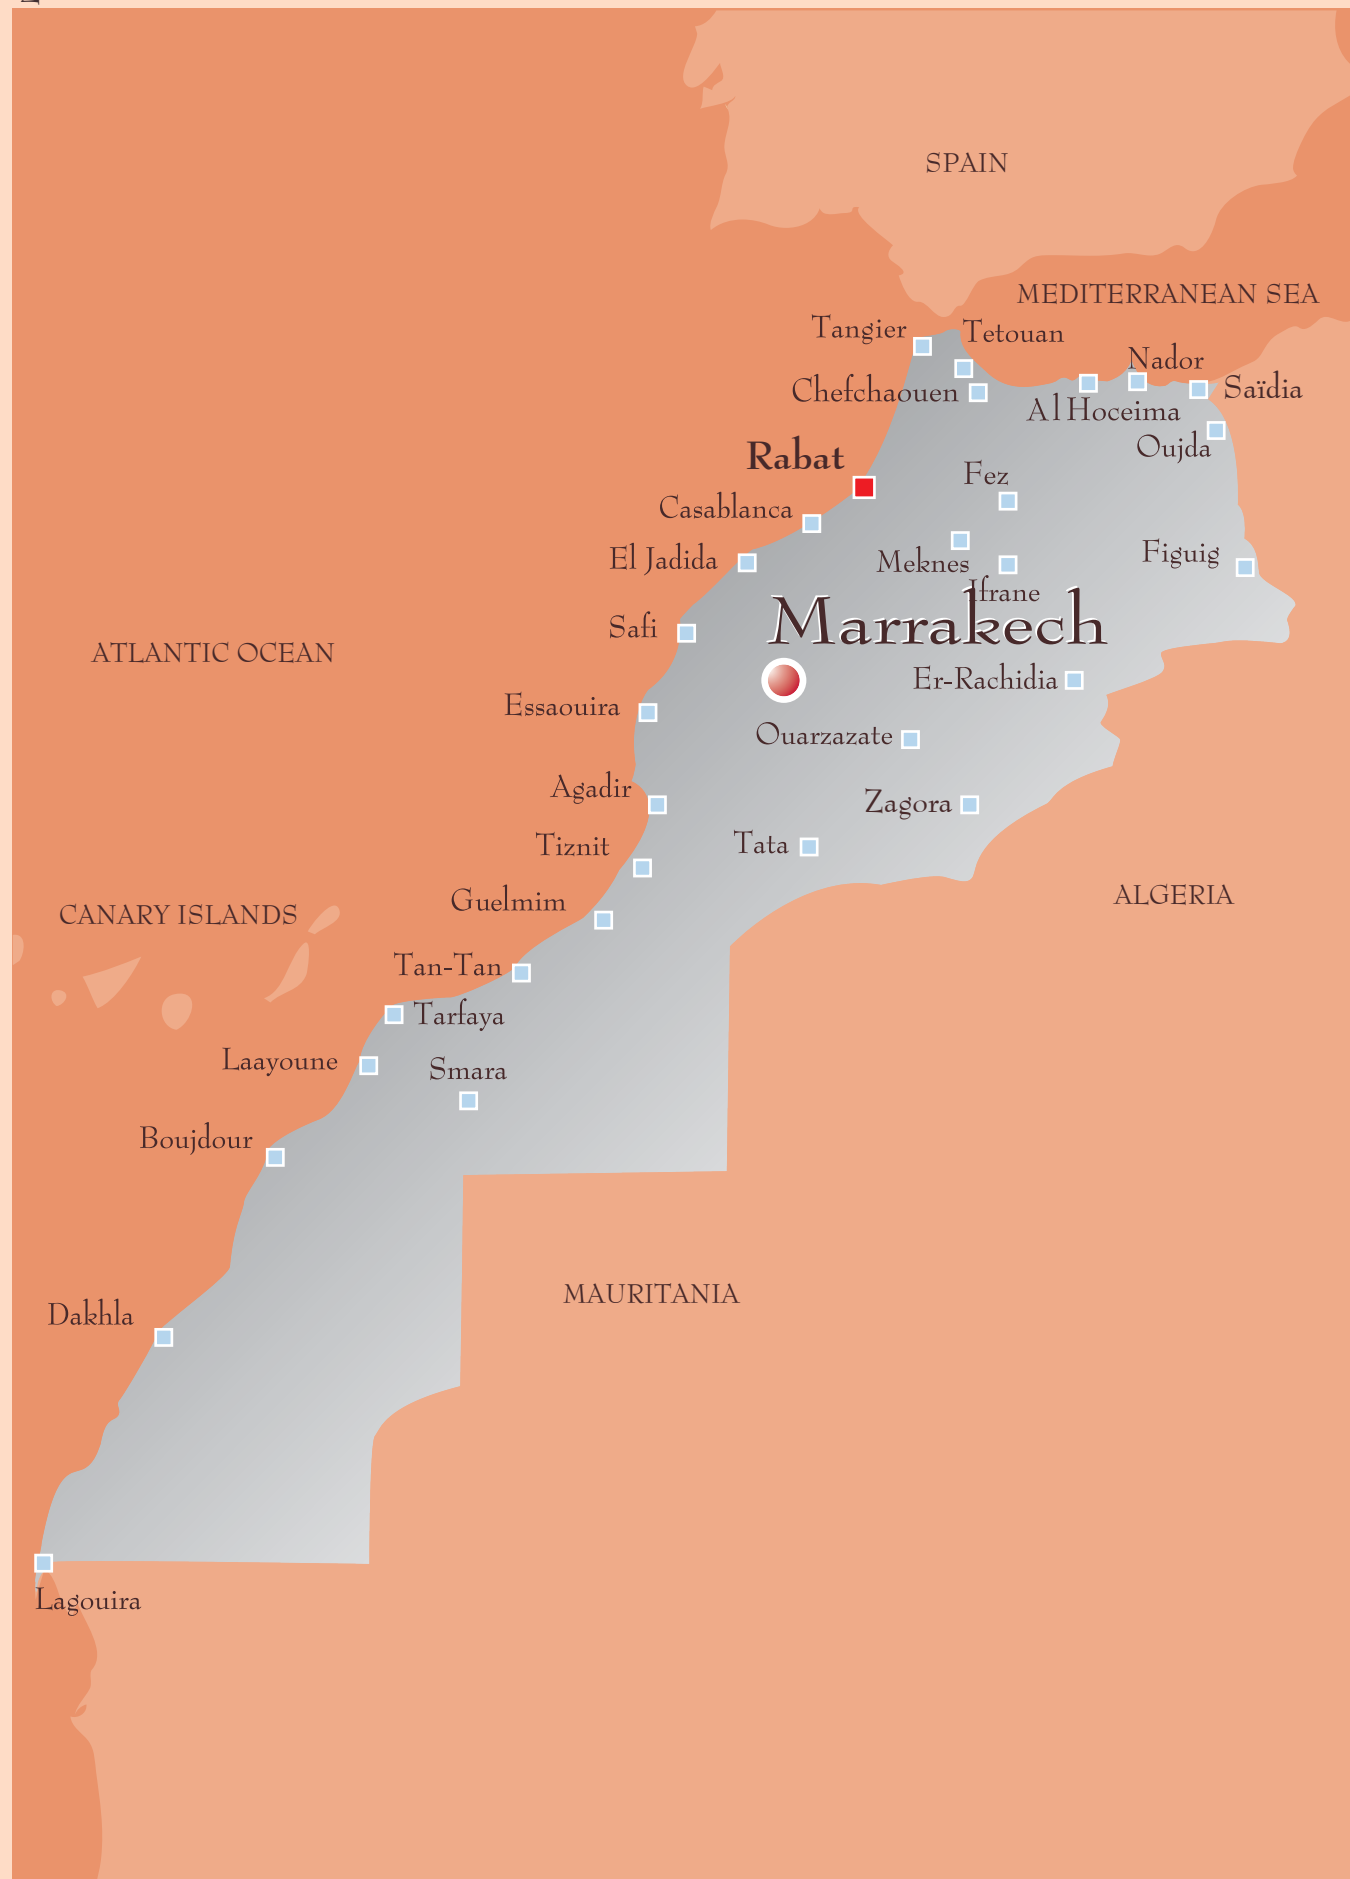 SPAIN
MEDITERRANEAN SEA
Tangier
Tetouan
Nador
Chefchaouen
Saïdia
Al Hoceima
Oujda
Rabat
Fez
Casablanca
El Jadida
Meknes
Figuig
Ifrane
Marrakech
Safi
ATLANTIC OCEAN
Er-Rachidia
Essaouira
Ouarzazate
Agadir
Zagora
Tiznit
Tata
ALGERIA
Guelmim
CANARY ISLANDS
Tan-Tan
Tarfaya
Laayoune
Smara
Boujdour
MAURITANIA
Dakhla
Lagouira